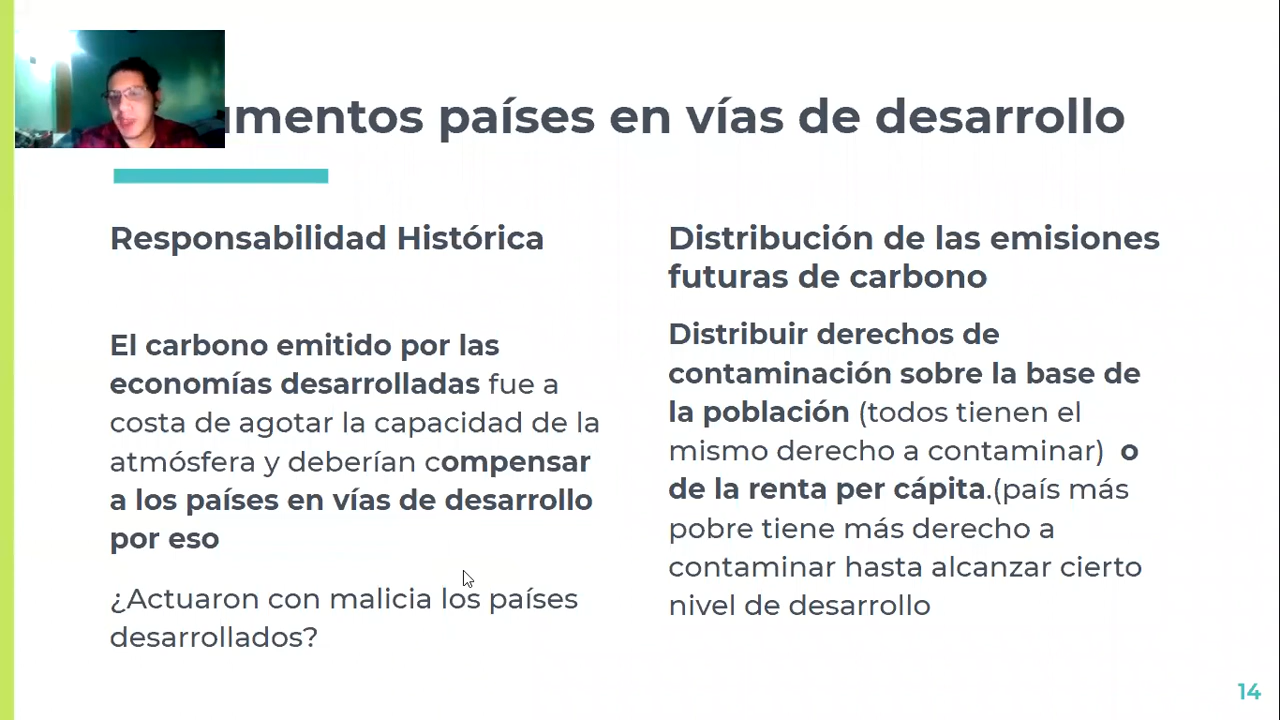 umentos países en vías de desarrollo
Responsabilidad Histórica
El carbono emitido por las
economías desarrolladas fue a
costa de agotar la capacidad de la
atmósfera y deberían compensar
a los países en vías de desarrollo
por eso
¿Actuaron con malicia los países
desarrollados?
Distribución de las emisiones
futuras de carbono
Distribuir derechos de
contaminación sobre la base de
la población (todos tienen el
mismo derecho a contaminar) o
de la renta per cápita.(país más
pobre tiene más derecho a
contaminar hasta alcanzar cierto
nivel de desarrollo
14